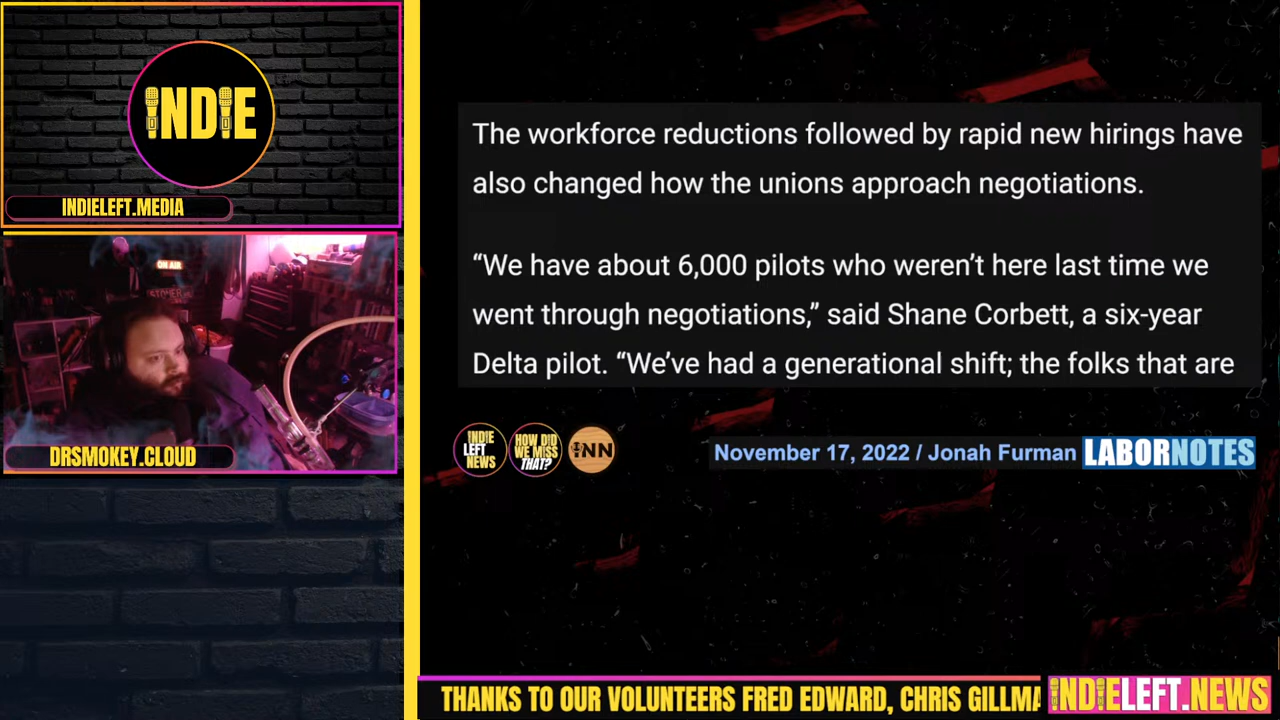 INDIE
INDIELEFT.MEDIA
ON AIR
STONER
DRSMOKEY.CLOUD
The workforce reductions followed by rapid new hirings have
also changed how the unions approach negotiations.
“We have about 6,000 pilots who weren’t here last time we
went through negotiations,” said Shane Corbett, a six-year
Delta pilot. “We’ve had a generational shift; the folks that are
INDIE
LEFT
NEWS
HOW DID
WE MISS
THAT?
INN
November 17, 2022 / Jonah Furman LABORNOTES
THANKS TO OUR VOLUNTEERS FRED EDWARD, CHRIS GILLMA
INDIELEFT.NEWS